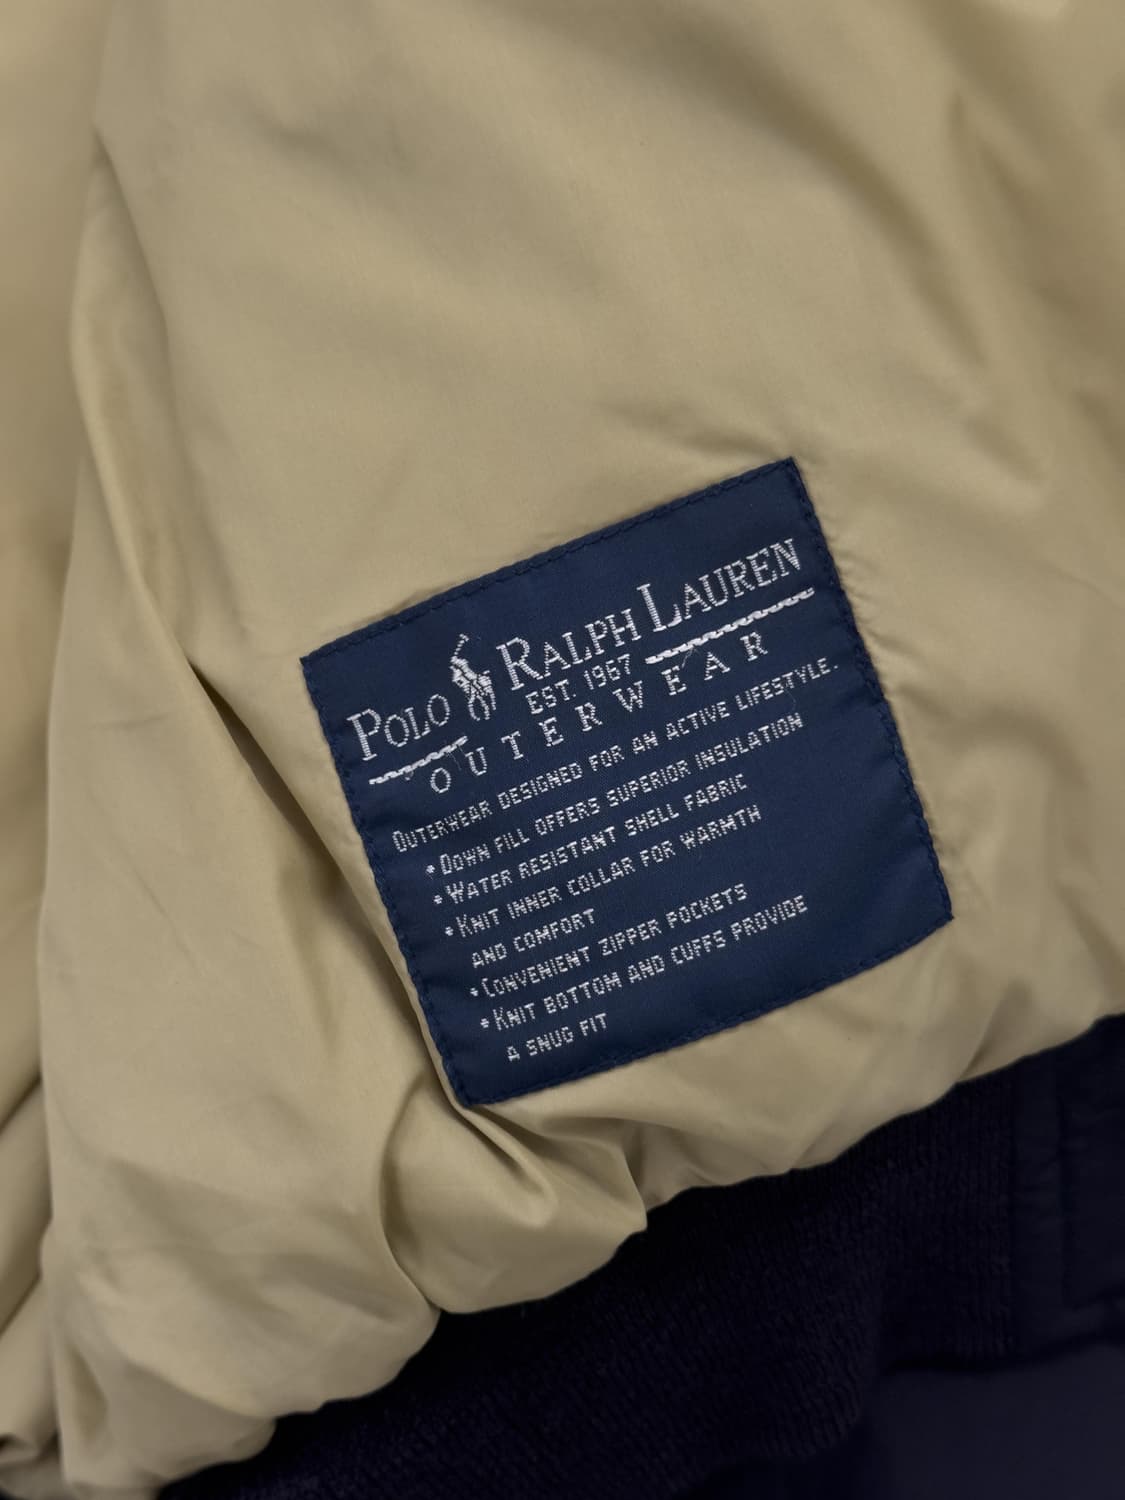 POLO RALPH LAUREN
EST. 1967
OUTERWEAR
OUTERWEAR DESIGNED FOR AN ACTIVE LIFESTYLE.
*DOWN FILL OFFERS SUPERIOR INSULATION
*WATER RESISTANT SHELL FABRIC
*KNIT INNER COLLAR FOR WARMTH
AND COMFORT
*CONVENIENT ZIPPER POCKETS
*KNIT BOTTOM AND CUFFS PROVIDE
A SNUG FIT